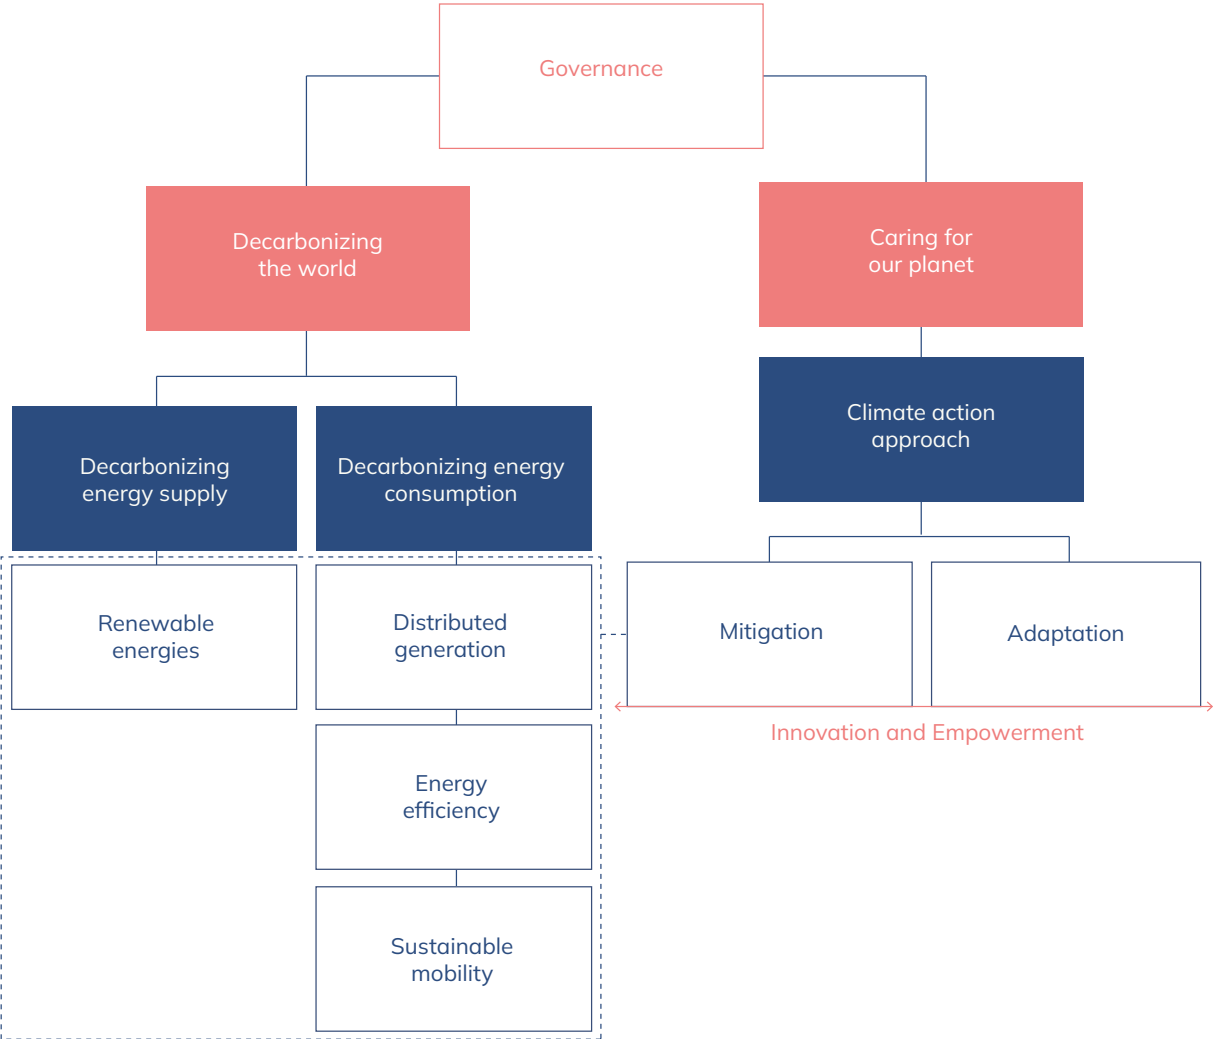 Governance
Decarbonizing
the world
Caring for
our planet
Climate action
approach
Decarbonizing
energy supply
Decarbonizing energy
consumption
Renewable
energies
Distributed
generation
Mitigation
Adaptation
Innovation and Empowerment
Energy
efficiency
Sustainable
mobility